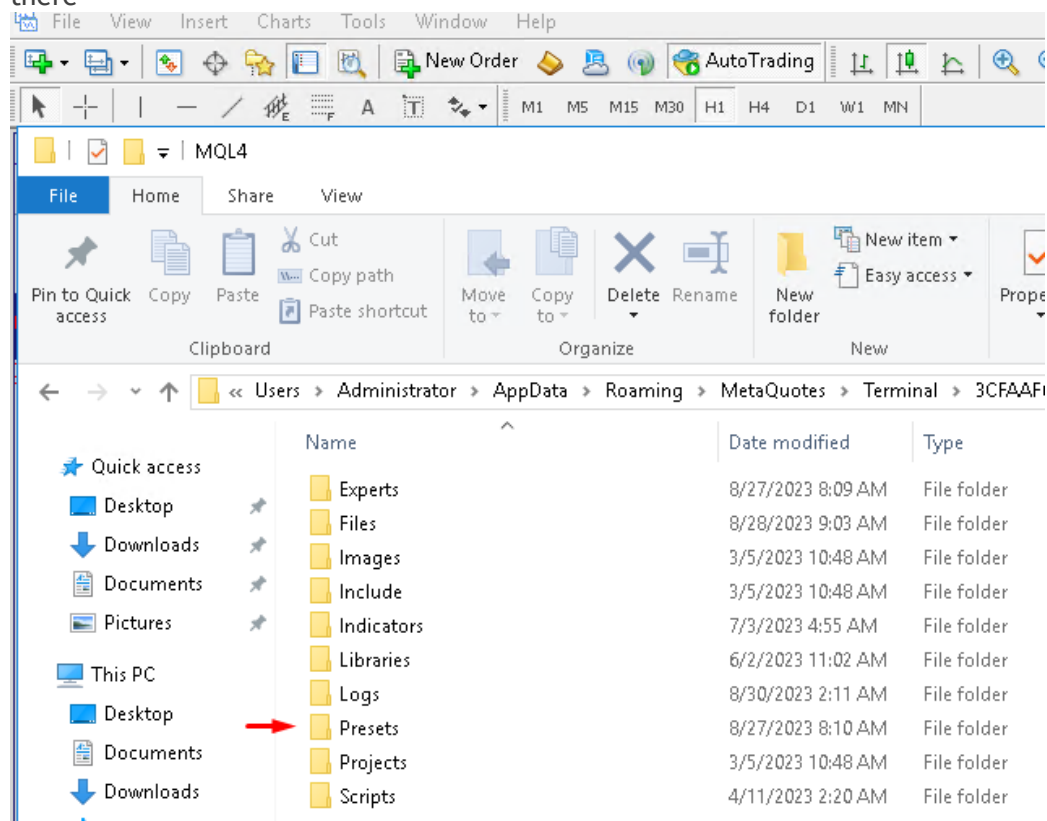 there
File View Insert Charts Tools Window Help
New Order AutoTrading
A T M1 M5 M15 M30 H1 H4 D1 W1 MN
E F
MQL4
File Home Share View
Cut
Copy path
Paste shortcut
Pin to Quick access
Copy
Paste
Move to
Copy to
Delete
Rename
New folder
New item
Easy access
Clipboard Organize New
« Users > Administrator > AppData > Roaming > MetaQuotes > Terminal > 3CFAAF
Name Date modified Type
Quick access
Desktop
Downloads
Documents
Pictures
This PC
Desktop
Documents
Downloads
Experts 8/27/2023 8:09 AM File folder
Files 8/28/2023 9:03 AM File folder
Images 3/5/2023 10:48 AM File folder
Include 3/5/2023 10:48 AM File folder
Indicators 7/3/2023 4:55 AM File folder
Libraries 6/2/2023 11:02 AM File folder
Logs 8/30/2023 2:11 AM File folder
Presets 8/27/2023 8:10 AM File folder
Projects 3/5/2023 10:48 AM File folder
Scripts 4/11/2023 2:20 AM File folder